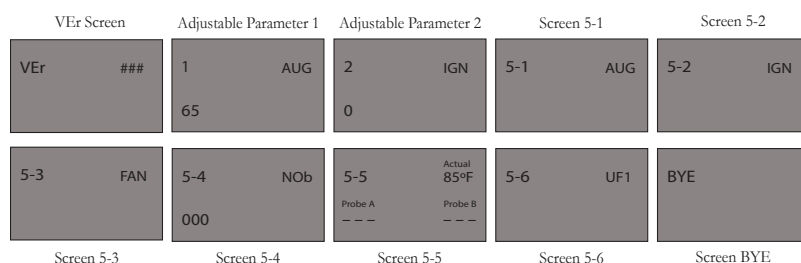 VEr Screen Adjustable Parameter 1 Adjustable Parameter 2 Screen 5-1 Screen 5-2
VEr ### 1 AUG 2 IGN 5-1 AUG 5-2 IGN
65 0
5-3 FAN 5-4 NOb 5-5 Actual 85ºF 5-6 UF1 BYE
Probe A Probe B
000 – – – – – –
Screen 5-3 Screen 5-4 Screen 5-5 Screen 5-6 Screen BYE